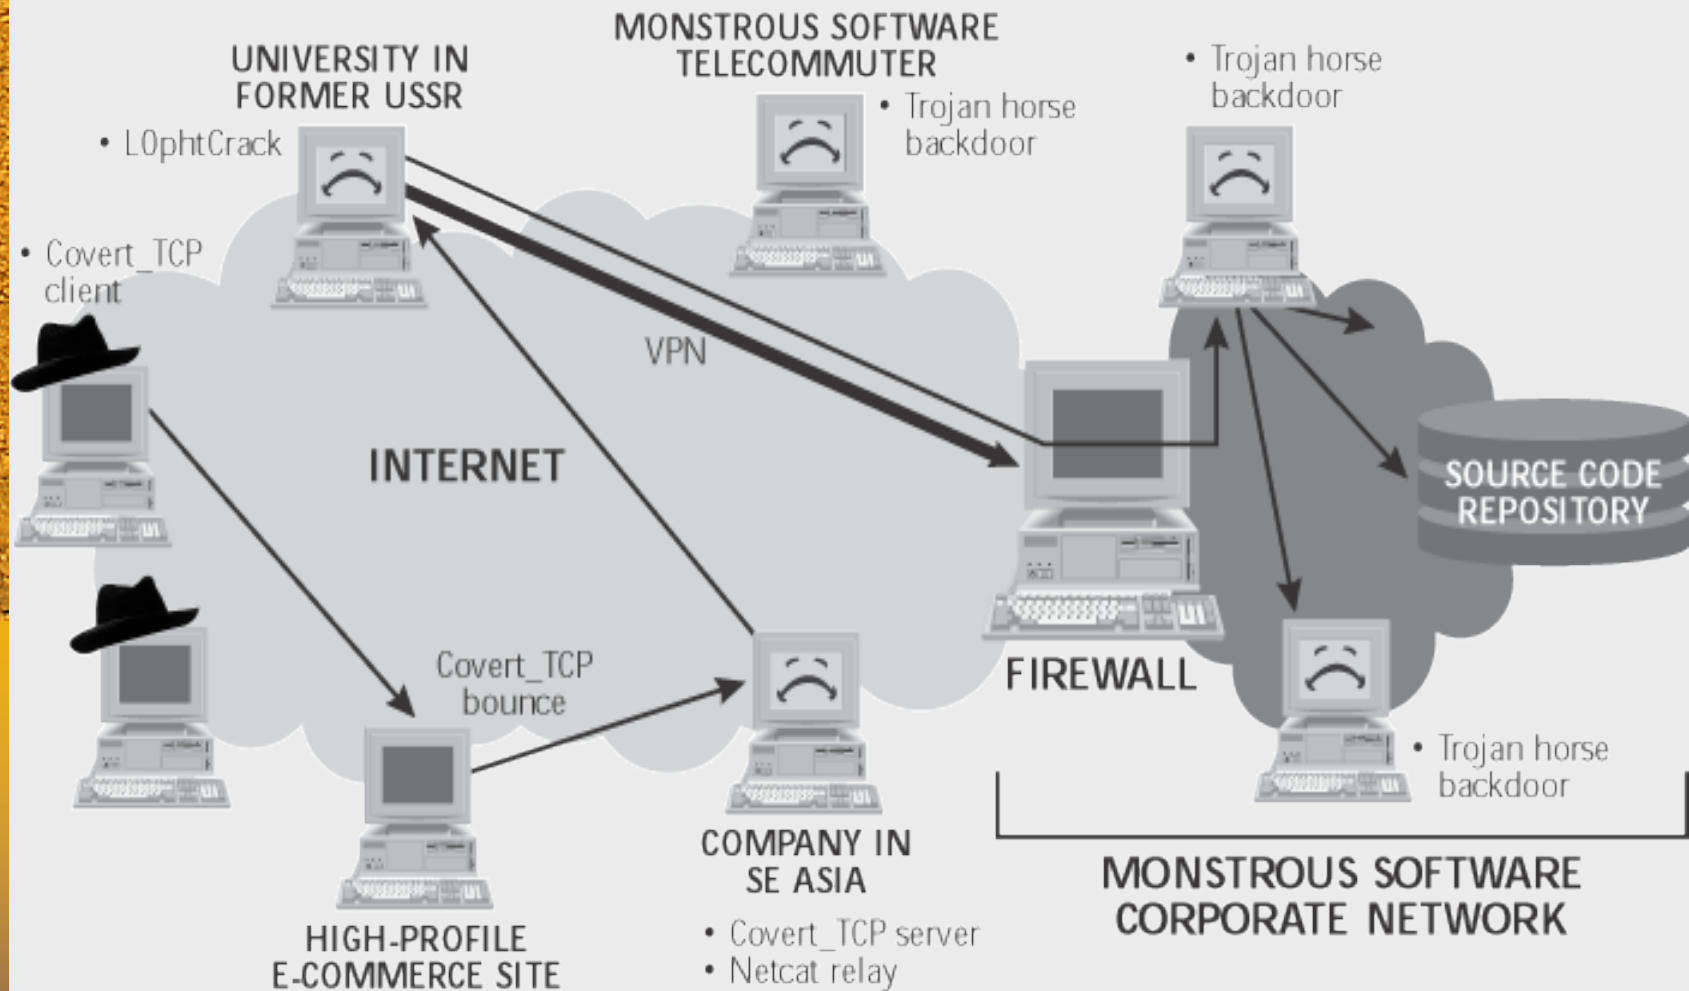 UNIVERSITY IN
FORMER USSR
• L0phtCrack
MONSTROUS SOFTWARE
TELECOMMUTER
• Trojan horse
backdoor
• Trojan horse
backdoor
• Covert_TCP
client
VPN
INTERNET
SOURCE CODE
REPOSITORY
Covert_TCP
bounce
FIREWALL
• Trojan horse
backdoor
HIGH-PROFILE
E-COMMERCE SITE
COMPANY IN
SE ASIA
• Covert_TCP server
• Netcat relay
MONSTROUS SOFTWARE
CORPORATE NETWORK